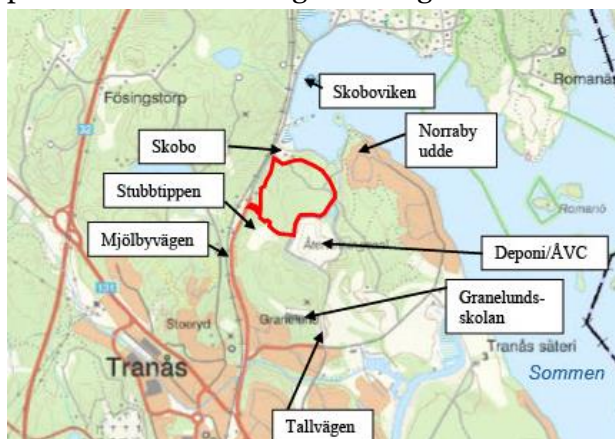 Skoboviken
Romanäs
Fösingstorp
32
Skobo
Norraby
udde
Stubbtippen
Romanö
Mjölbyvägen
Deponi/ÅVC
131
Granelunds-
skolan
Stoeryd
Granelund
Tranås säteri
Tranås
Sommen
Tallvägen